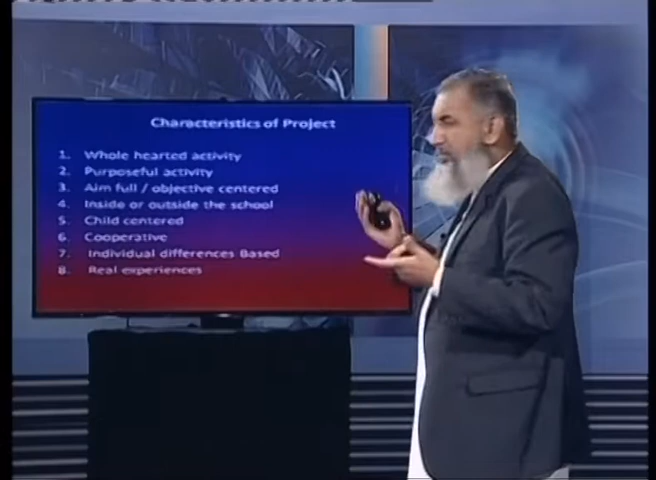 Characteristics of Project
1. Whole hearted activity
2. Purposeful activity
3. Aim full / objective centered
4. Inside or outside the school
5. Child centered
6. Cooperative
7. Individual differences Based
8. Real experiences